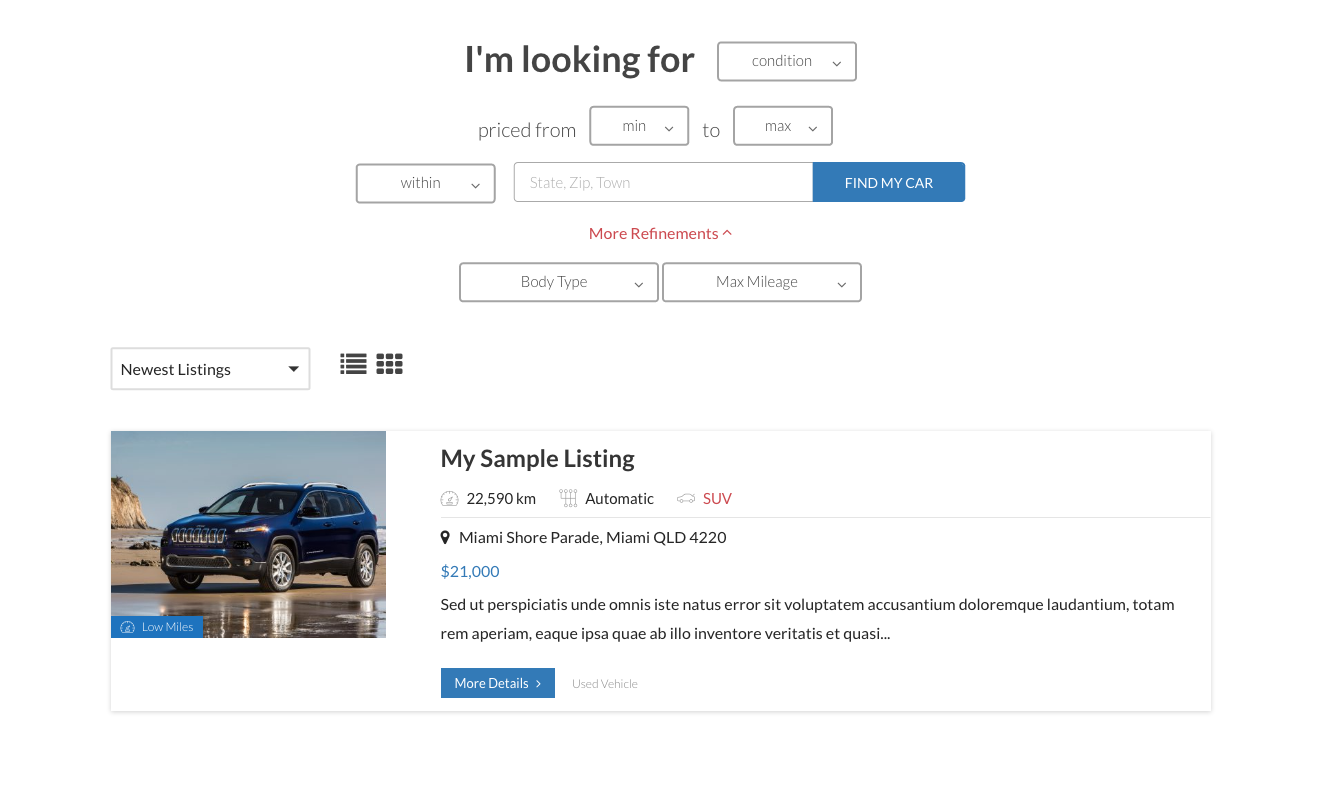 I'm looking for condition
priced from min to max
within State, Zip, Town FIND MY CAR
More Refinements
Body Type Max Mileage
Newest Listings
My Sample Listing
22,590 km Automatic SUV
Miami Shore Parade, Miami QLD 4220
$21,000
Sed ut perspiciatis unde omnis iste natus error sit voluptatem accusantium doloremque laudantium, totam
rem aperiam, eaque ipsa quae ab illo inventore veritatis et quasi...
Low Miles
More Details Used Vehicle